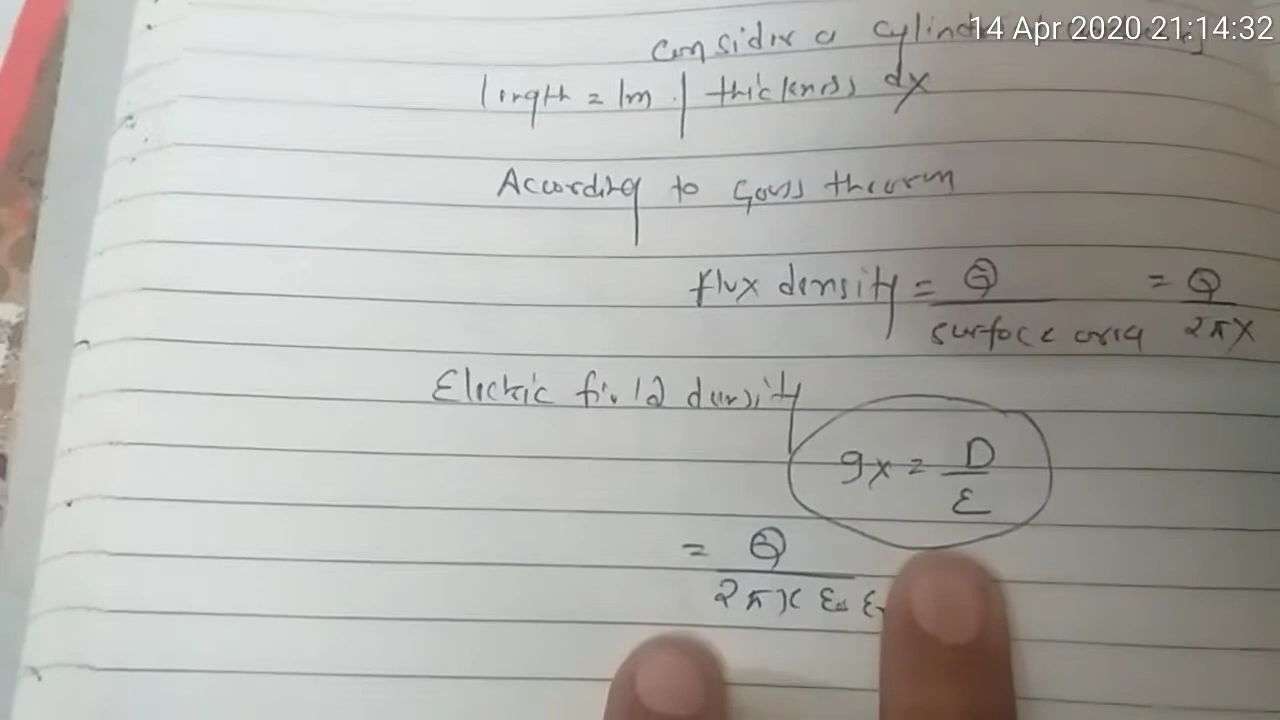 14 Apr 2020 21:14:32
Consider a
length = 1m thickness dx
According to Gauss theorem
flux density = Q / surface area = Q / 2πx
Electric field density
gx = D / ε
= Q / 2πx ε₀ εr